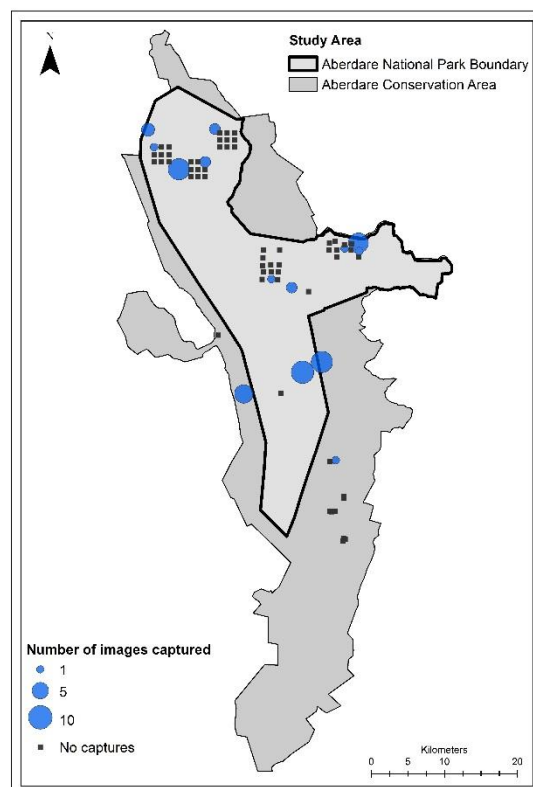 N
Study Area
Aberdare National Park Boundary
Aberdare Conservation Area
Number of images captured
1
5
10
No captures
Kilometers
0 5 10 20